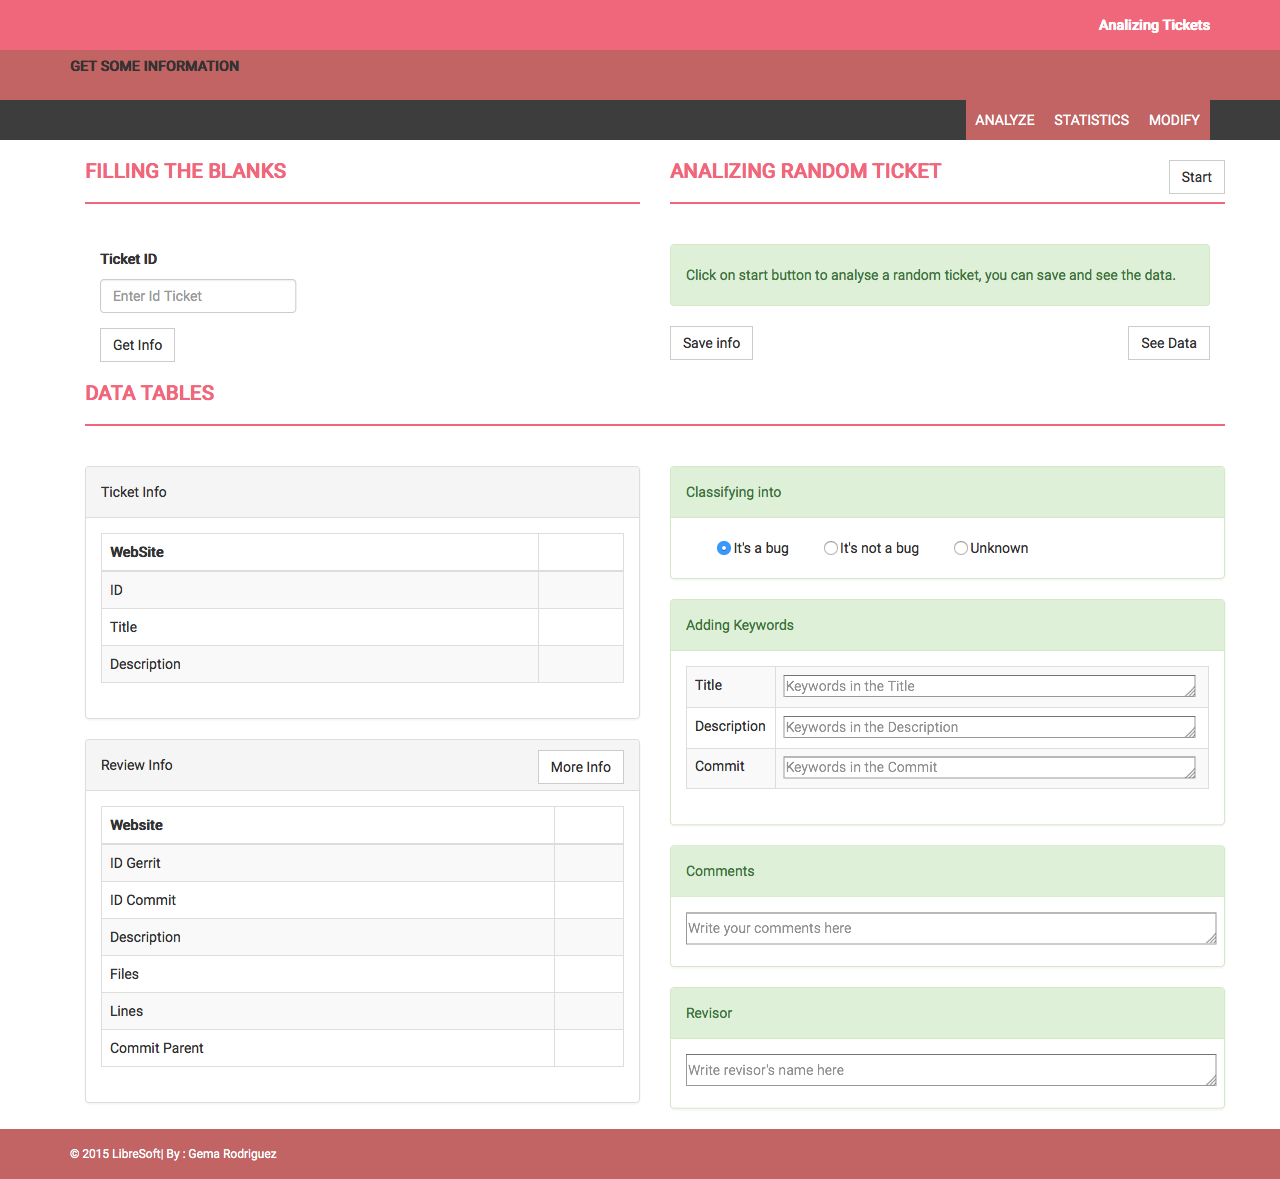 Analizing Tickets
GET SOME INFORMATION
ANALYZE STATISTICS MODIFY
FILLING THE BLANKS
Ticket ID
Enter Id Ticket
Get Info
ANALIZING RANDOM TICKET
Start
Click on start button to analyse a random ticket, you can save and see the data.
Save info
See Data
DATA TABLES
Ticket Info
WebSite
ID
Title
Description
Review Info
More Info
Website
ID Gerrit
ID Commit
Description
Files
Lines
Commit Parent
Classifying into
It's a bug
It's not a bug
Unknown
Adding Keywords
Title
Keywords in the Title
Description
Keywords in the Description
Commit
Keywords in the Commit
Comments
Write your comments here
Revisor
Write revisor's name here
© 2015 LibreSoft| By : Gema Rodriguez